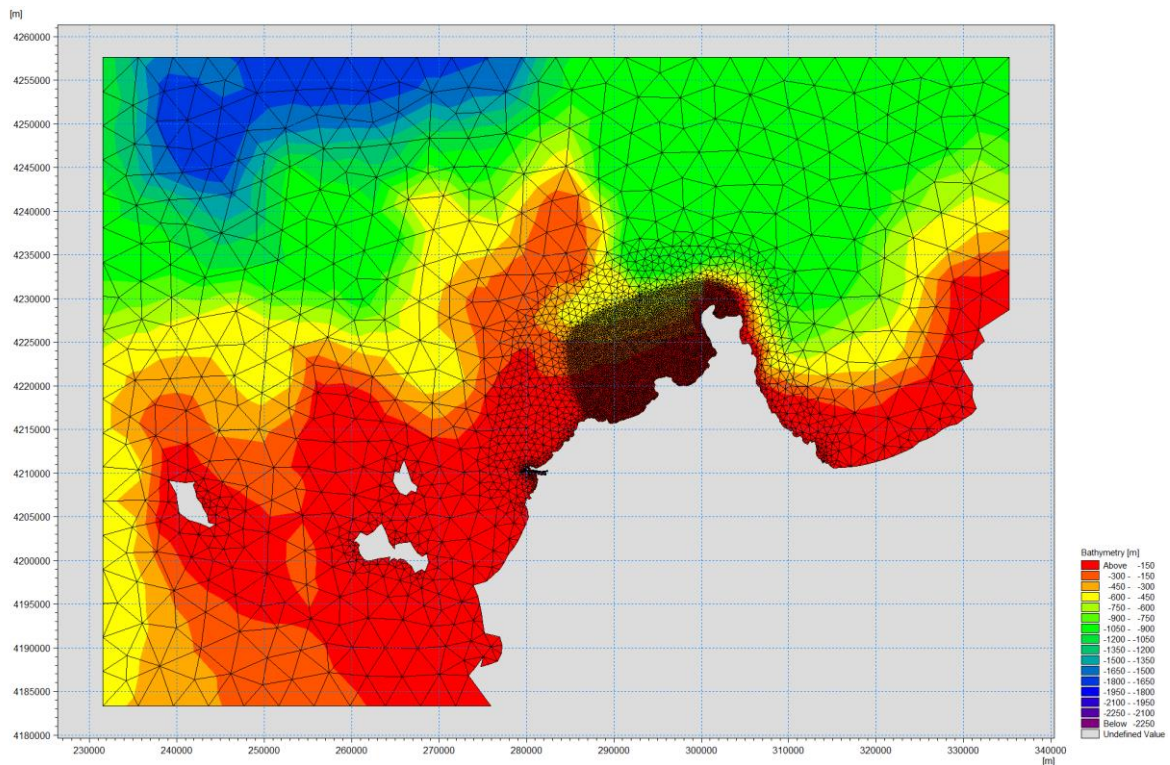 [m]
4260000
4255000
4250000
4245000
4240000
4235000
4230000
4225000
4220000
4215000
4210000
4205000
4200000
4195000
4190000
4185000
4180000
230000 240000 250000 260000 270000 280000 290000 300000 310000 320000 330000 340000
[m]
Bathymetry [m]
Above -150
-300 - -150
-450 - -300
-600 - -450
-750 - -600
-900 - -750
-1050 - -900
-1200 - -1050
-1350 - -1200
-1500 - -1350
-1650 - -1500
-1800 - -1650
-1950 - -1800
-2100 - -1950
-2250 - -2100
Below -2250
Undefined Value